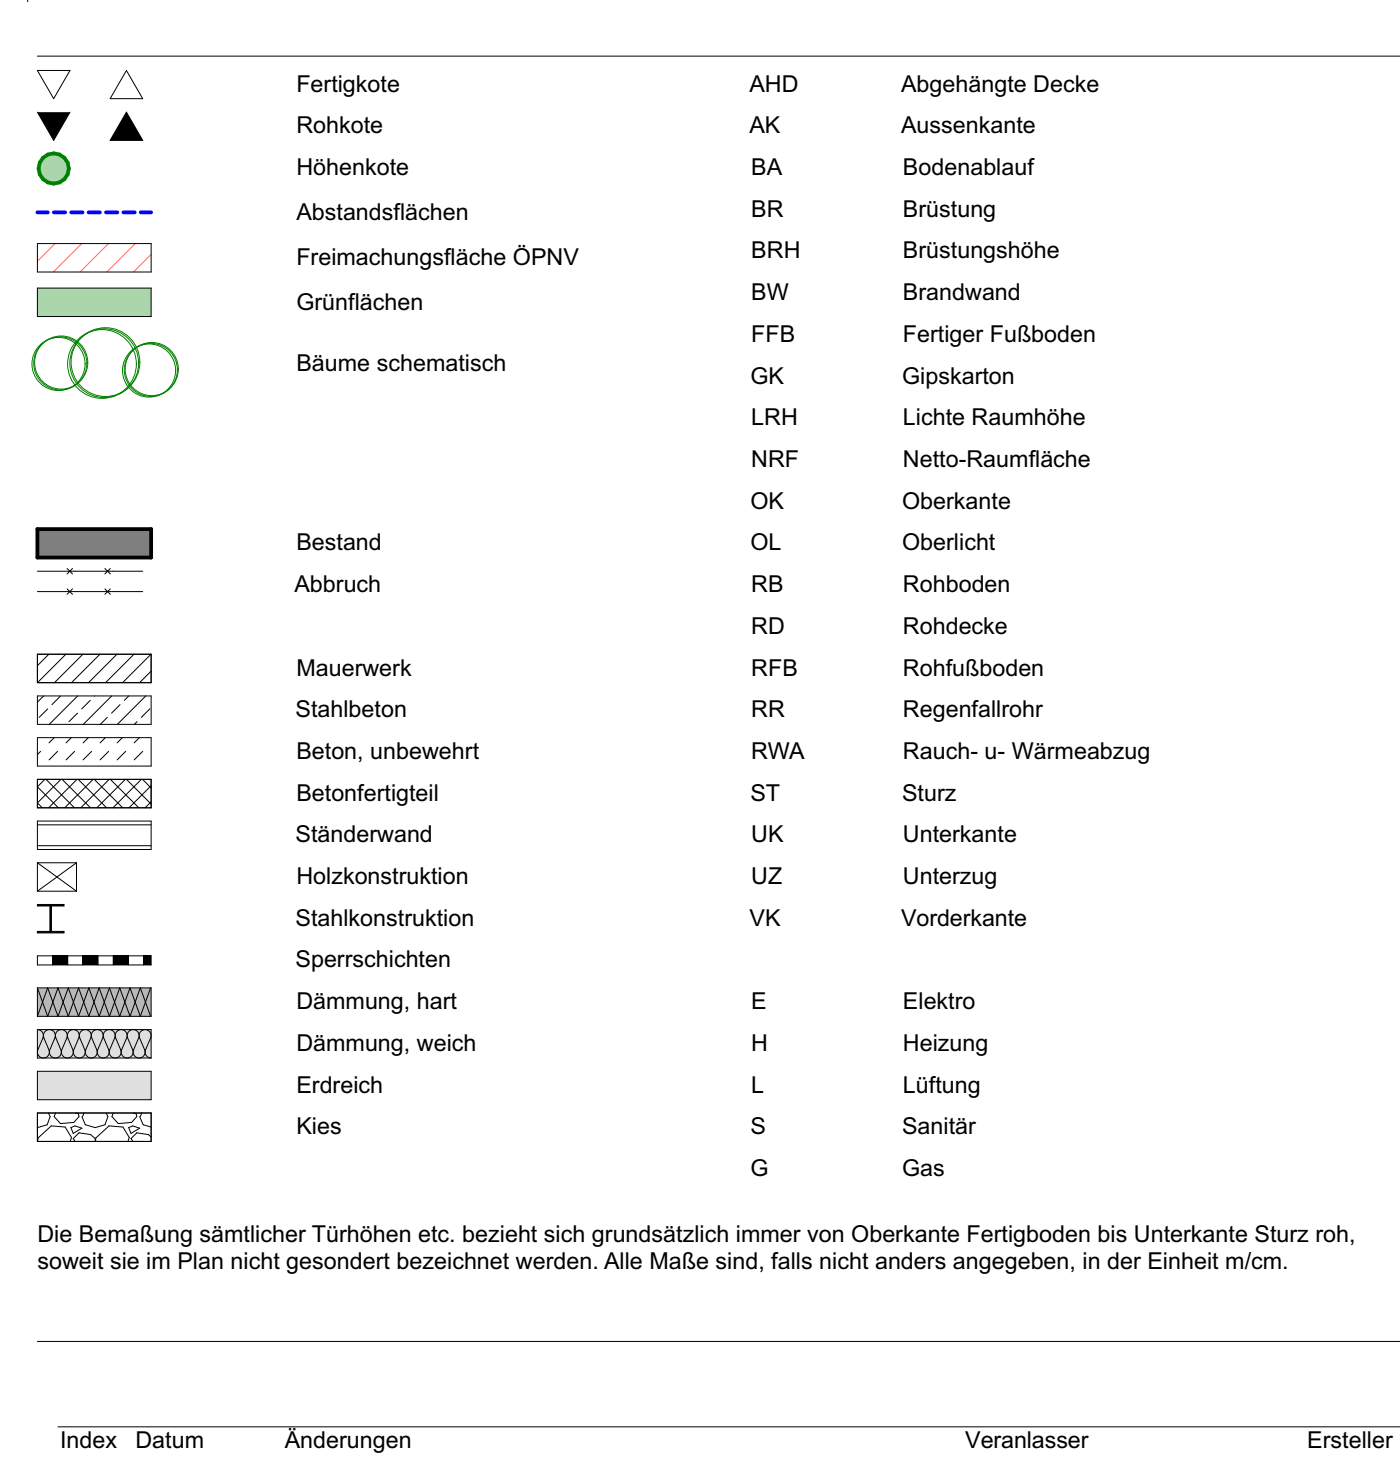 Fertigkote AHD Abgehängte Decke
Rohkote AK Aussenkante
Höhenkote BA Bodenablauf
Abstandsflächen BR Brüstung
Freimachungsfläche ÖPNV BRH Brüstungshöhe
Grünflächen BW Brandwand
FFB Fertiger Fußboden
Bäume schematisch GK Gipskarton
LRH Lichte Raumhöhe
NRF Netto-Raumfläche
OK Oberkante
Bestand OL Oberlicht
Abbruch RB Rohboden
RD Rohdecke
Mauerwerk RFB Rohfußboden
Stahlbeton RR Regenfallrohr
Beton, unbewehrt RWA Rauch- u- Wärmeabzug
Betonfertigteil ST Sturz
Ständerwand UK Unterkante
Holzkonstruktion UZ Unterzug
Stahlkonstruktion VK Vorderkante
Sperrschichten
Dämmung, hart E Elektro
Dämmung, weich H Heizung
Erdreich L Lüftung
Kies S Sanitär
G Gas
Die Bemaßung sämtlicher Türhöhen etc. bezieht sich grundsätzlich immer von Oberkante Fertigboden bis Unterkante Sturz roh,
soweit sie im Plan nicht gesondert bezeichnet werden. Alle Maße sind, falls nicht anders angegeben, in der Einheit m/cm.
Index Datum Änderungen Veranlasser Ersteller